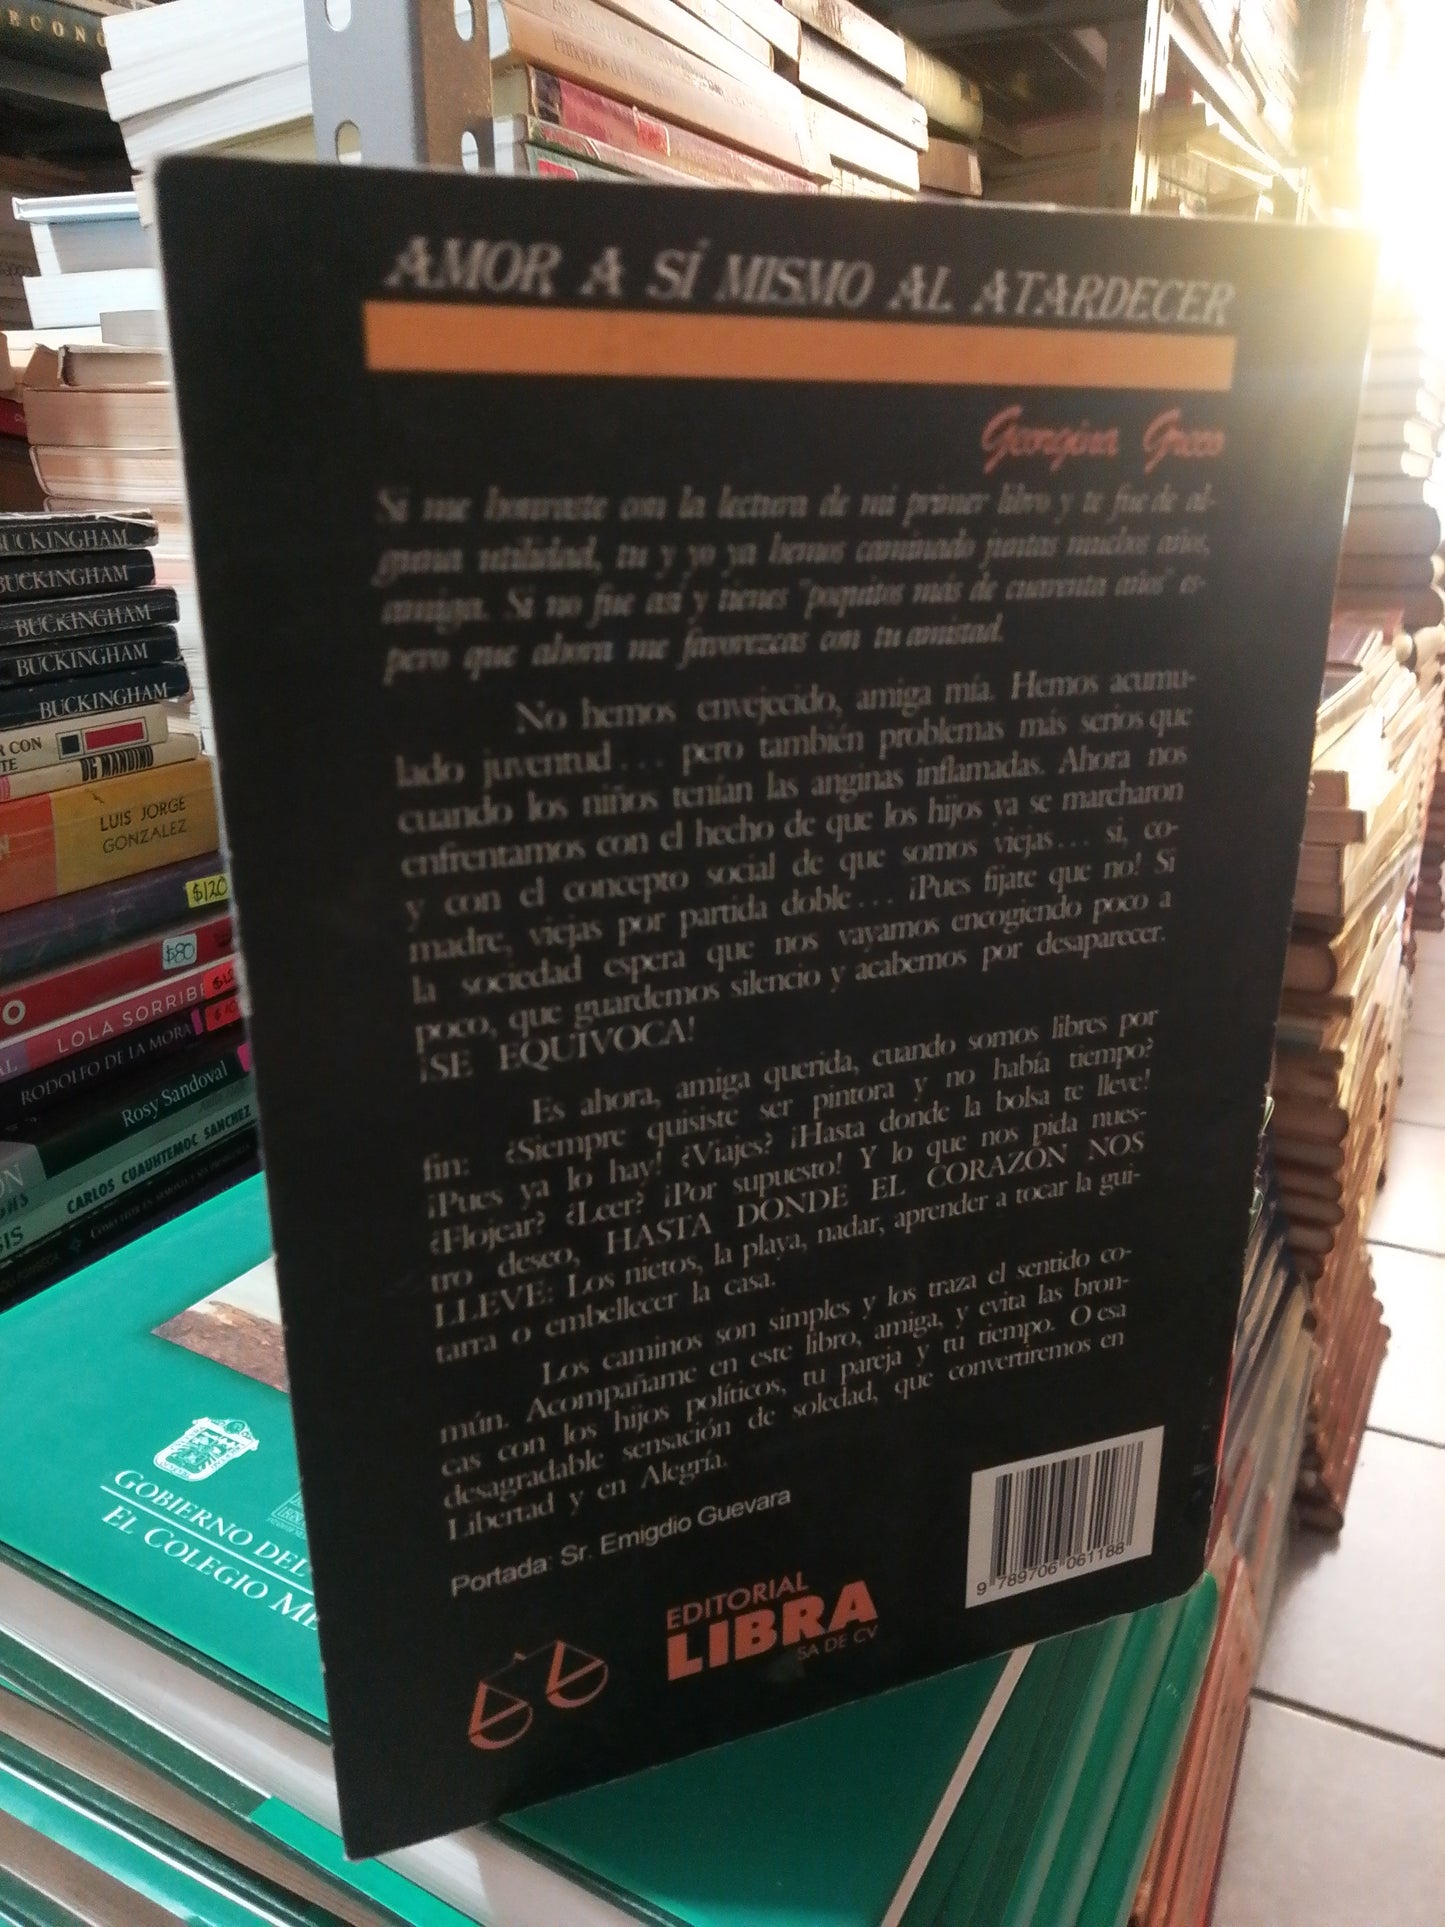 AMOR A SÍ MISMO AL ATARDECER
Georgina Greco
Si me honraste con la lectura de mi primer libro y te fue de al-
guna utilidad, tu y yo ya hemos caminado juntas muchos años,
amiga. Si no fue así y tienes "poquitos más de cuarenta años" es-
pero que ahora me favorezcas con tu amistad.
No hemos envejecido, amiga mía. Hemos acumu-
lado juventud... pero también problemas más serios que
cuando los niños tenían las anginas inflamadas. Ahora nos
enfrentamos con el hecho de que los hijos ya se marcharon
y con el concepto social de que somos viejas... si, co-
madre, viejas por partida doble... ¡Pues fijate que no! Si
la sociedad espera que nos vayamos encogiendo poco a
poco, que guardemos silencio y acabemos por desaparecer.
¡SE EQUIVOCA!
Es ahora, amiga querida, cuando somos libres por
fin: ¿Siempre quisiste ser pintora y no había tiempo?
¡Pues ya lo hay! ¿Viajes? ¡Hasta donde la bolsa te lleve!
¿Flojear? ¿Leer? ¡Por supuesto! Y lo que nos pida nues-
tro deseo, HASTA DONDE EL CORAZÓN NOS
LLEVE: Los nietos, la playa, nadar, aprender a tocar la gui-
tarra o embellecer la casa.
Los caminos son simples y los traza el sentido co-
mún. Acompañame en este libro, amiga, y evita las bron-
cas con los hijos políticos, tu pareja y tu tiempo. O esa
desagradable sensación de soledad, que convertiremos en
Libertad y en Alegría.
Portada: Sr. Emigdio Guevara
EDITORIAL
LIBRA
SA DE CV
9 789706 061188
BUCKINGHAM
BUCKINGHAM
BUCKINGHAM
BUCKINGHAM
BUCKINGHAM
CON
TE
OG MANDINO
LUIS JORGE
GONZALEZ
$120
$80
LOLA SORRIB
RODOLFO DE LA MORA
Rosy Sandoval
CARLOS CUAUHTEMOC SANCHEZ
GOBIERNO DEL
EL COLEGIO ME